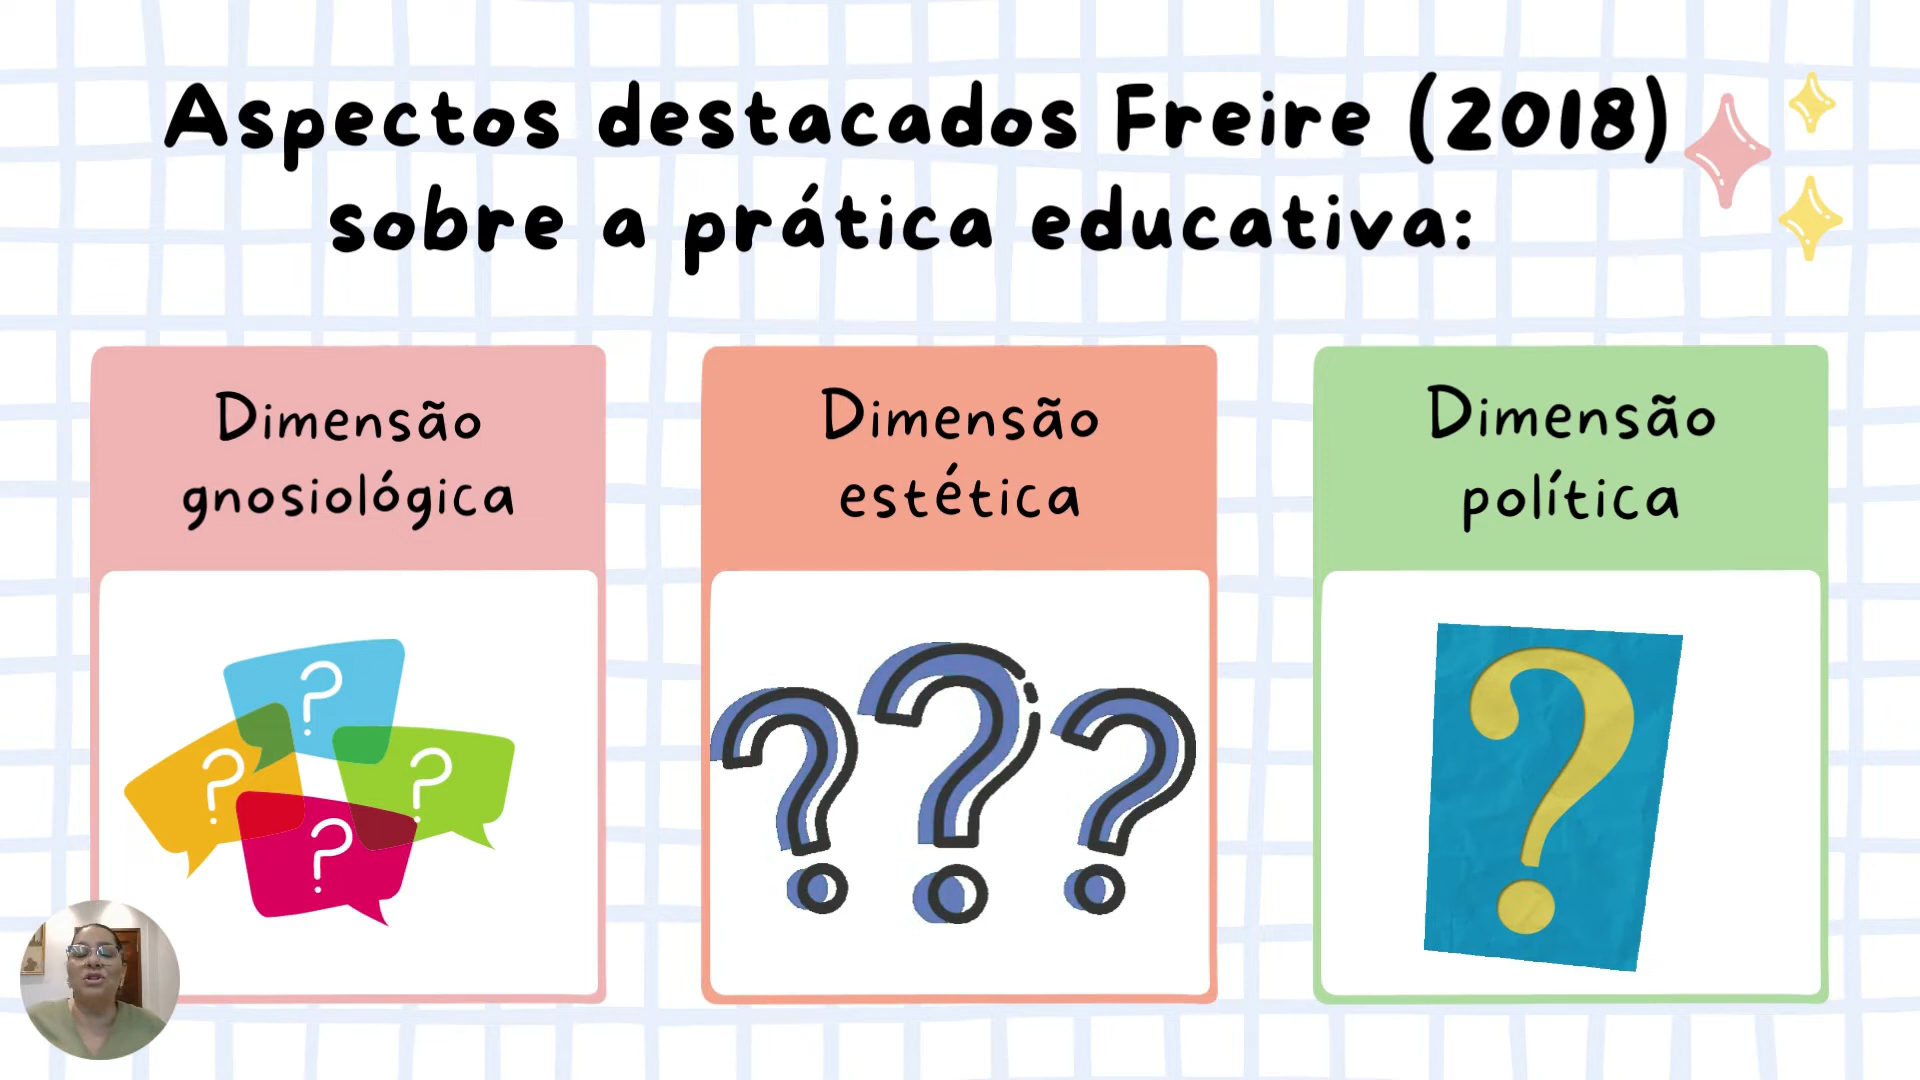 Aspectos destacados Freire (2018)
sobre a prática educativa:
Dimensão
gnosiológica
Dimensão
estética
Dimensão
política
?
?
?
?
? ? ?
?